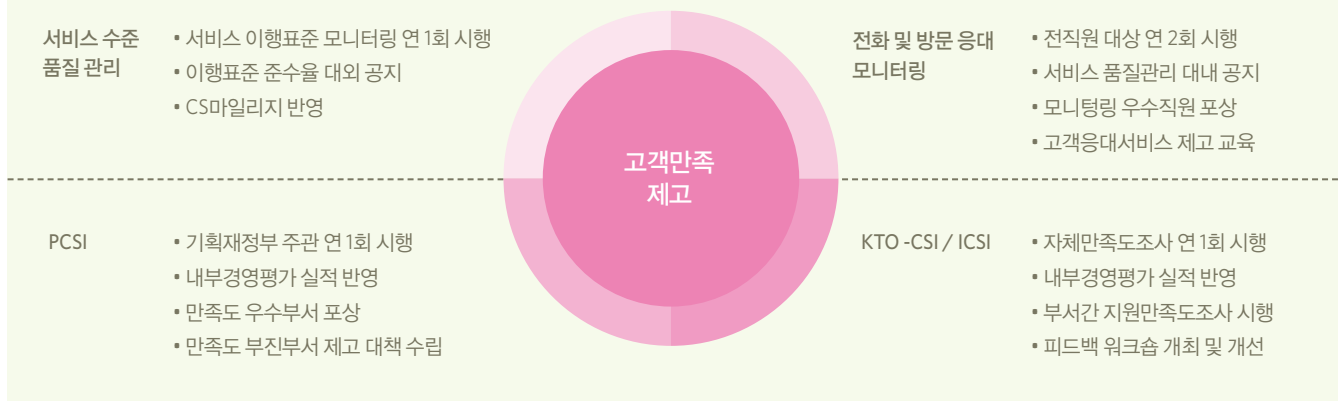 서비스 수준
품질 관리
• 서비스 이행표준 모니터링 연 1회 시행
• 이행표준 준수율 대외 공지
• CS마일리지 반영
전화 및 방문 응대
모니터링
• 전직원 대상 연 2회 시행
• 서비스 품질관리 대내 공지
• 모니텅링 우수직원 포상
• 고객응대서비스 제고 교육
고객만족
제고
PCSI
• 기획재정부 주관 연 1회 시행
• 내부경영평가 실적 반영
• 만족도 우수부서 포상
• 만족도 부진부서 제고 대책 수립
KTO -CSI / ICSI
• 자체만족도조사 연 1회 시행
• 내부경영평가 실적 반영
• 부서간 지원만족도조사 시행
• 피드백 워크숍 개최 및 개선